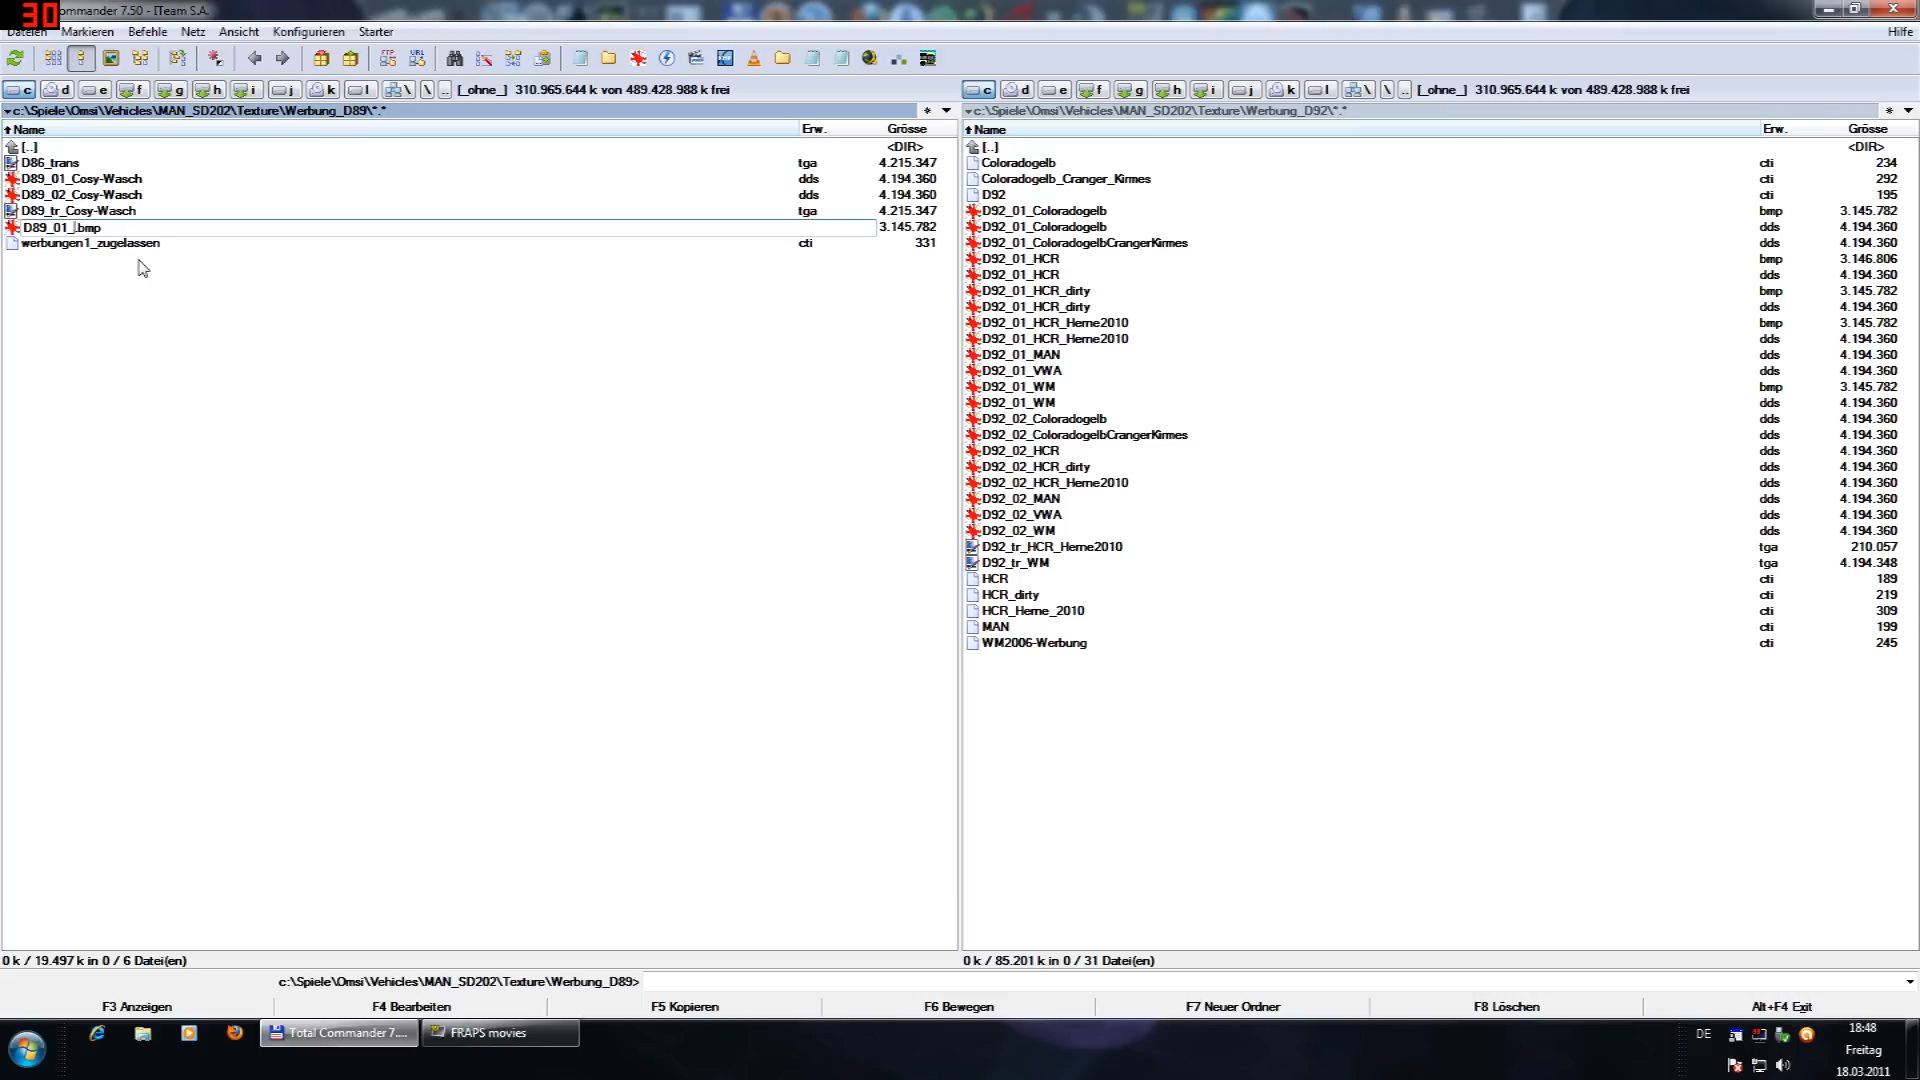 30
ommander 7.50 - ITeam S.A.
Dateien Markieren Befehle Netz Ansicht Konfigurieren Starter Hilfe
FTP URL
c d e f g h i j k l \ \ .. [_ohne_] 310.965.644 k von 489.428.988 k frei
c d e f g h i j k l \ \ .. [_ohne_] 310.965.644 k von 489.428.988 k frei
c:\Spiele\Omsi\Vehicles\MAN_SD202\Texture\Werbung_D89\*.* *
Name Erw. Grösse
[..] <DIR>
D86_trans tga 4.215.347
D89_01_Cosy-Wasch dds 4.194.360
D89_02_Cosy-Wasch dds 4.194.360
D89_tr_Cosy-Wasch tga 4.215.347
D89_01_.bmp 3.145.782
werbungen1_zugelassen cti 331
0 k / 19.497 k in 0 / 6 Datei(en)
c:\Spiele\Omsi\Vehicles\MAN_SD202\Texture\Werbung_D92\*.* *
Name Erw. Grösse
[..] <DIR>
Coloradogelb cti 234
Coloradogelb_Cranger_Kirmes cti 292
D92 cti 195
D92_01_Coloradogelb bmp 3.145.782
D92_01_Coloradogelb dds 4.194.360
D92_01_ColoradogelbCrangerKirmes dds 4.194.360
D92_01_HCR bmp 3.146.806
D92_01_HCR dds 4.194.360
D92_01_HCR_dirty bmp 3.145.782
D92_01_HCR_dirty dds 4.194.360
D92_01_HCR_Herne2010 bmp 3.145.782
D92_01_HCR_Herne2010 dds 4.194.360
D92_01_MAN dds 4.194.360
D92_01_VWA dds 4.194.360
D92_01_WM bmp 3.145.782
D92_01_WM dds 4.194.360
D92_02_Coloradogelb dds 4.194.360
D92_02_ColoradogelbCrangerKirmes dds 4.194.360
D92_02_HCR dds 4.194.360
D92_02_HCR_dirty dds 4.194.360
D92_02_HCR_Herne2010 dds 4.194.360
D92_02_MAN dds 4.194.360
D92_02_VWA dds 4.194.360
D92_02_WM dds 4.194.360
D92_tr_HCR_Herne2010 tga 210.057
D92_tr_WM tga 4.194.348
HCR cti 189
HCR_dirty cti 219
HCR_Herne_2010 cti 309
MAN cti 199
WM2006-Werbung cti 245
0 k / 85.201 k in 0 / 31 Datei(en)
c:\Spiele\Omsi\Vehicles\MAN_SD202\Texture\Werbung_D89>
F3 Anzeigen F4 Bearbeiten F5 Kopieren F6 Bewegen F7 Neuer Ordner F8 Löschen Alt+F4 Exit
Total Commander 7.... FRAPS movies DE 18:48
Freitag
18.03.2011